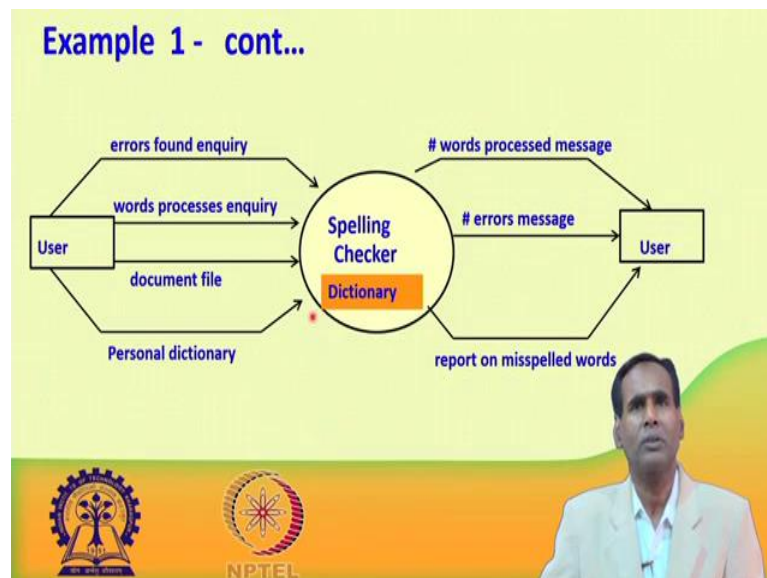 Example 1 - cont...
errors found enquiry
# words processed message
words processes enquiry
Spelling
Checker
# errors message
User
User
document file
Dictionary
Personal dictionary
report on misspelled words
NPTEL